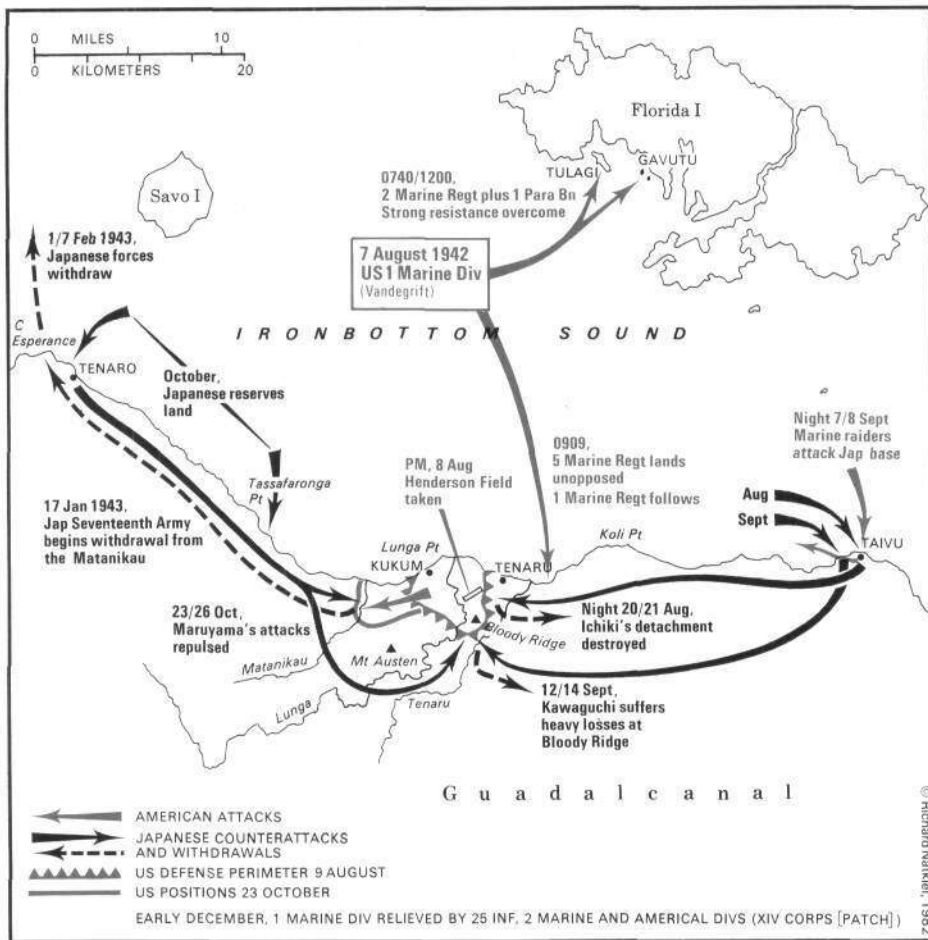 0 MILES 10
0 KILOMETERS 20
Florida I
TULAGI
GAVUTU
Savo I
0740/1200,
2 Marine Regt plus 1 Para Bn
Strong resistance overcome
1/7 Feb 1943,
Japanese forces
withdraw
7 August 1942
US 1 Marine Div
(Vandegrift)
C
Esperance
IRONBOTTOM SOUND
TENARO
October,
Japanese reserves
land
Night 7/8 Sept
Marine raiders
attack Jap base
0909,
5 Marine Regt lands
unopposed
1 Marine Regt follows
PM, 8 Aug
Henderson Field
taken
Tassafaronga
Pt
Aug
Sept
17 Jan 1943,
Jap Seventeenth Army
begins withdrawal from
the Matanikau
Koli Pt
TAIVU
Lunga Pt
KUKUM
TENARU
23/26 Oct,
Maruyama's attacks
repulsed
Night 20/21 Aug,
Ichiki's detachment
destroyed
Bloody Ridge
Matanikau
Mt Austen
Lunga
Tenaru
12/14 Sept,
Kawaguchi suffers
heavy losses at
Bloody Ridge
Guadalcanal
AMERICAN ATTACKS
JAPANESE COUNTERATTACKS
AND WITHDRAWALS
US DEFENSE PERIMETER 9 AUGUST
US POSITIONS 23 OCTOBER
EARLY DECEMBER, 1 MARINE DIV RELIEVED BY 25 INF, 2 MARINE AND AMERICAL DIVS (XIV CORPS [PATCH])
© Richard Natkiel, 1982